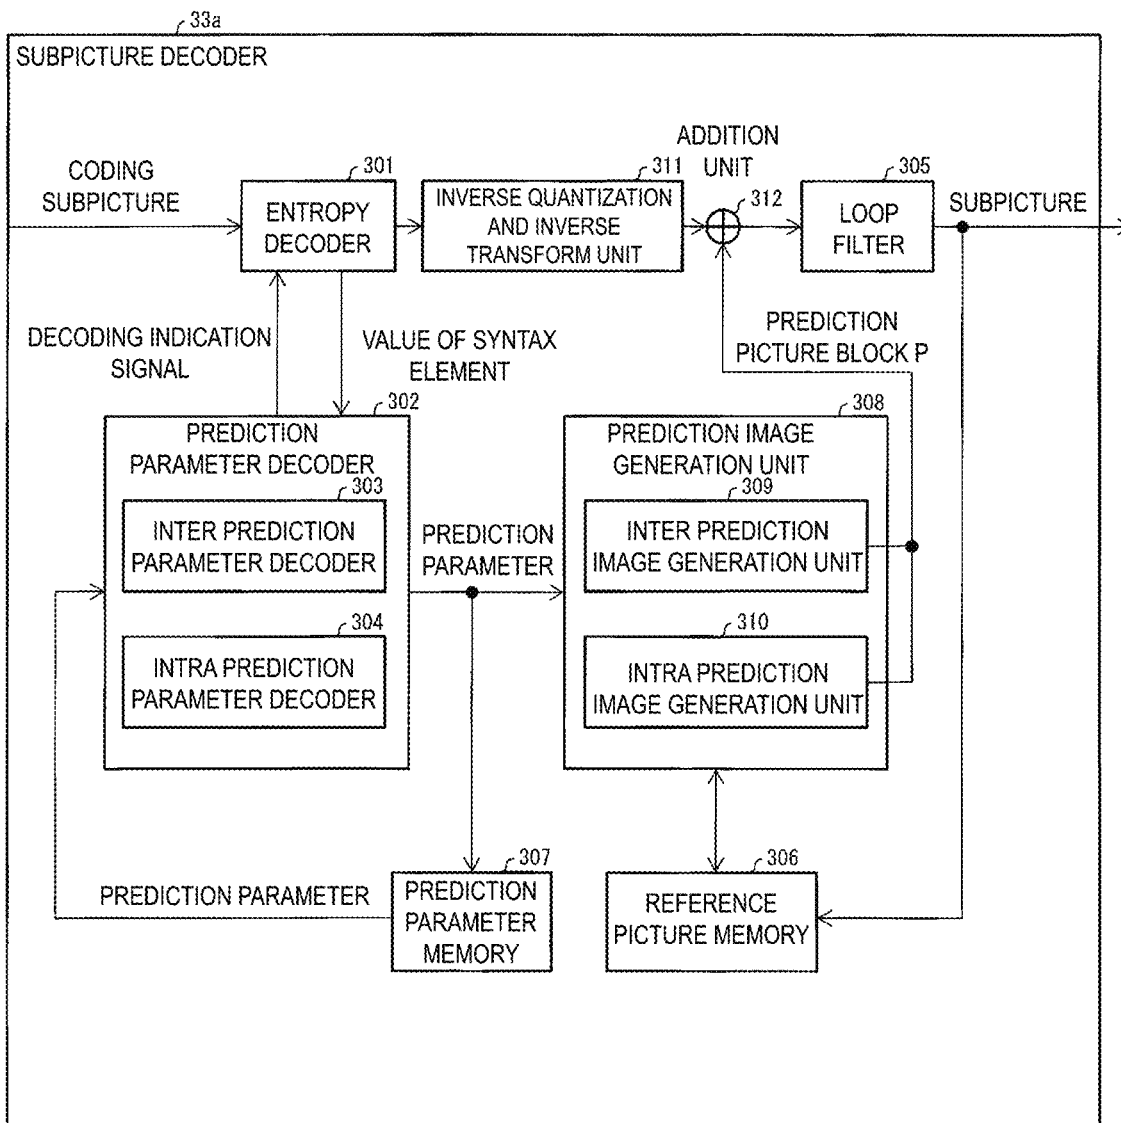 33a
SUBPICTURE DECODER
CODING
SUBPICTURE
301
ENTROPY
DECODER
311
INVERSE QUANTIZATION
AND INVERSE
TRANSFORM UNIT
ADDITION
UNIT
312
305
LOOP
FILTER
SUBPICTURE
DECODING INDICATION
SIGNAL
VALUE OF SYNTAX
ELEMENT
PREDICTION
PICTURE BLOCK P
302
PREDICTION
PARAMETER DECODER
303
INTER PREDICTION
PARAMETER DECODER
304
INTRA PREDICTION
PARAMETER DECODER
PREDICTION
PARAMETER
308
PREDICTION IMAGE
GENERATION UNIT
309
INTER PREDICTION
IMAGE GENERATION UNIT
310
INTRA PREDICTION
IMAGE GENERATION UNIT
PREDICTION PARAMETER
307
PREDICTION
PARAMETER
MEMORY
306
REFERENCE
PICTURE MEMORY